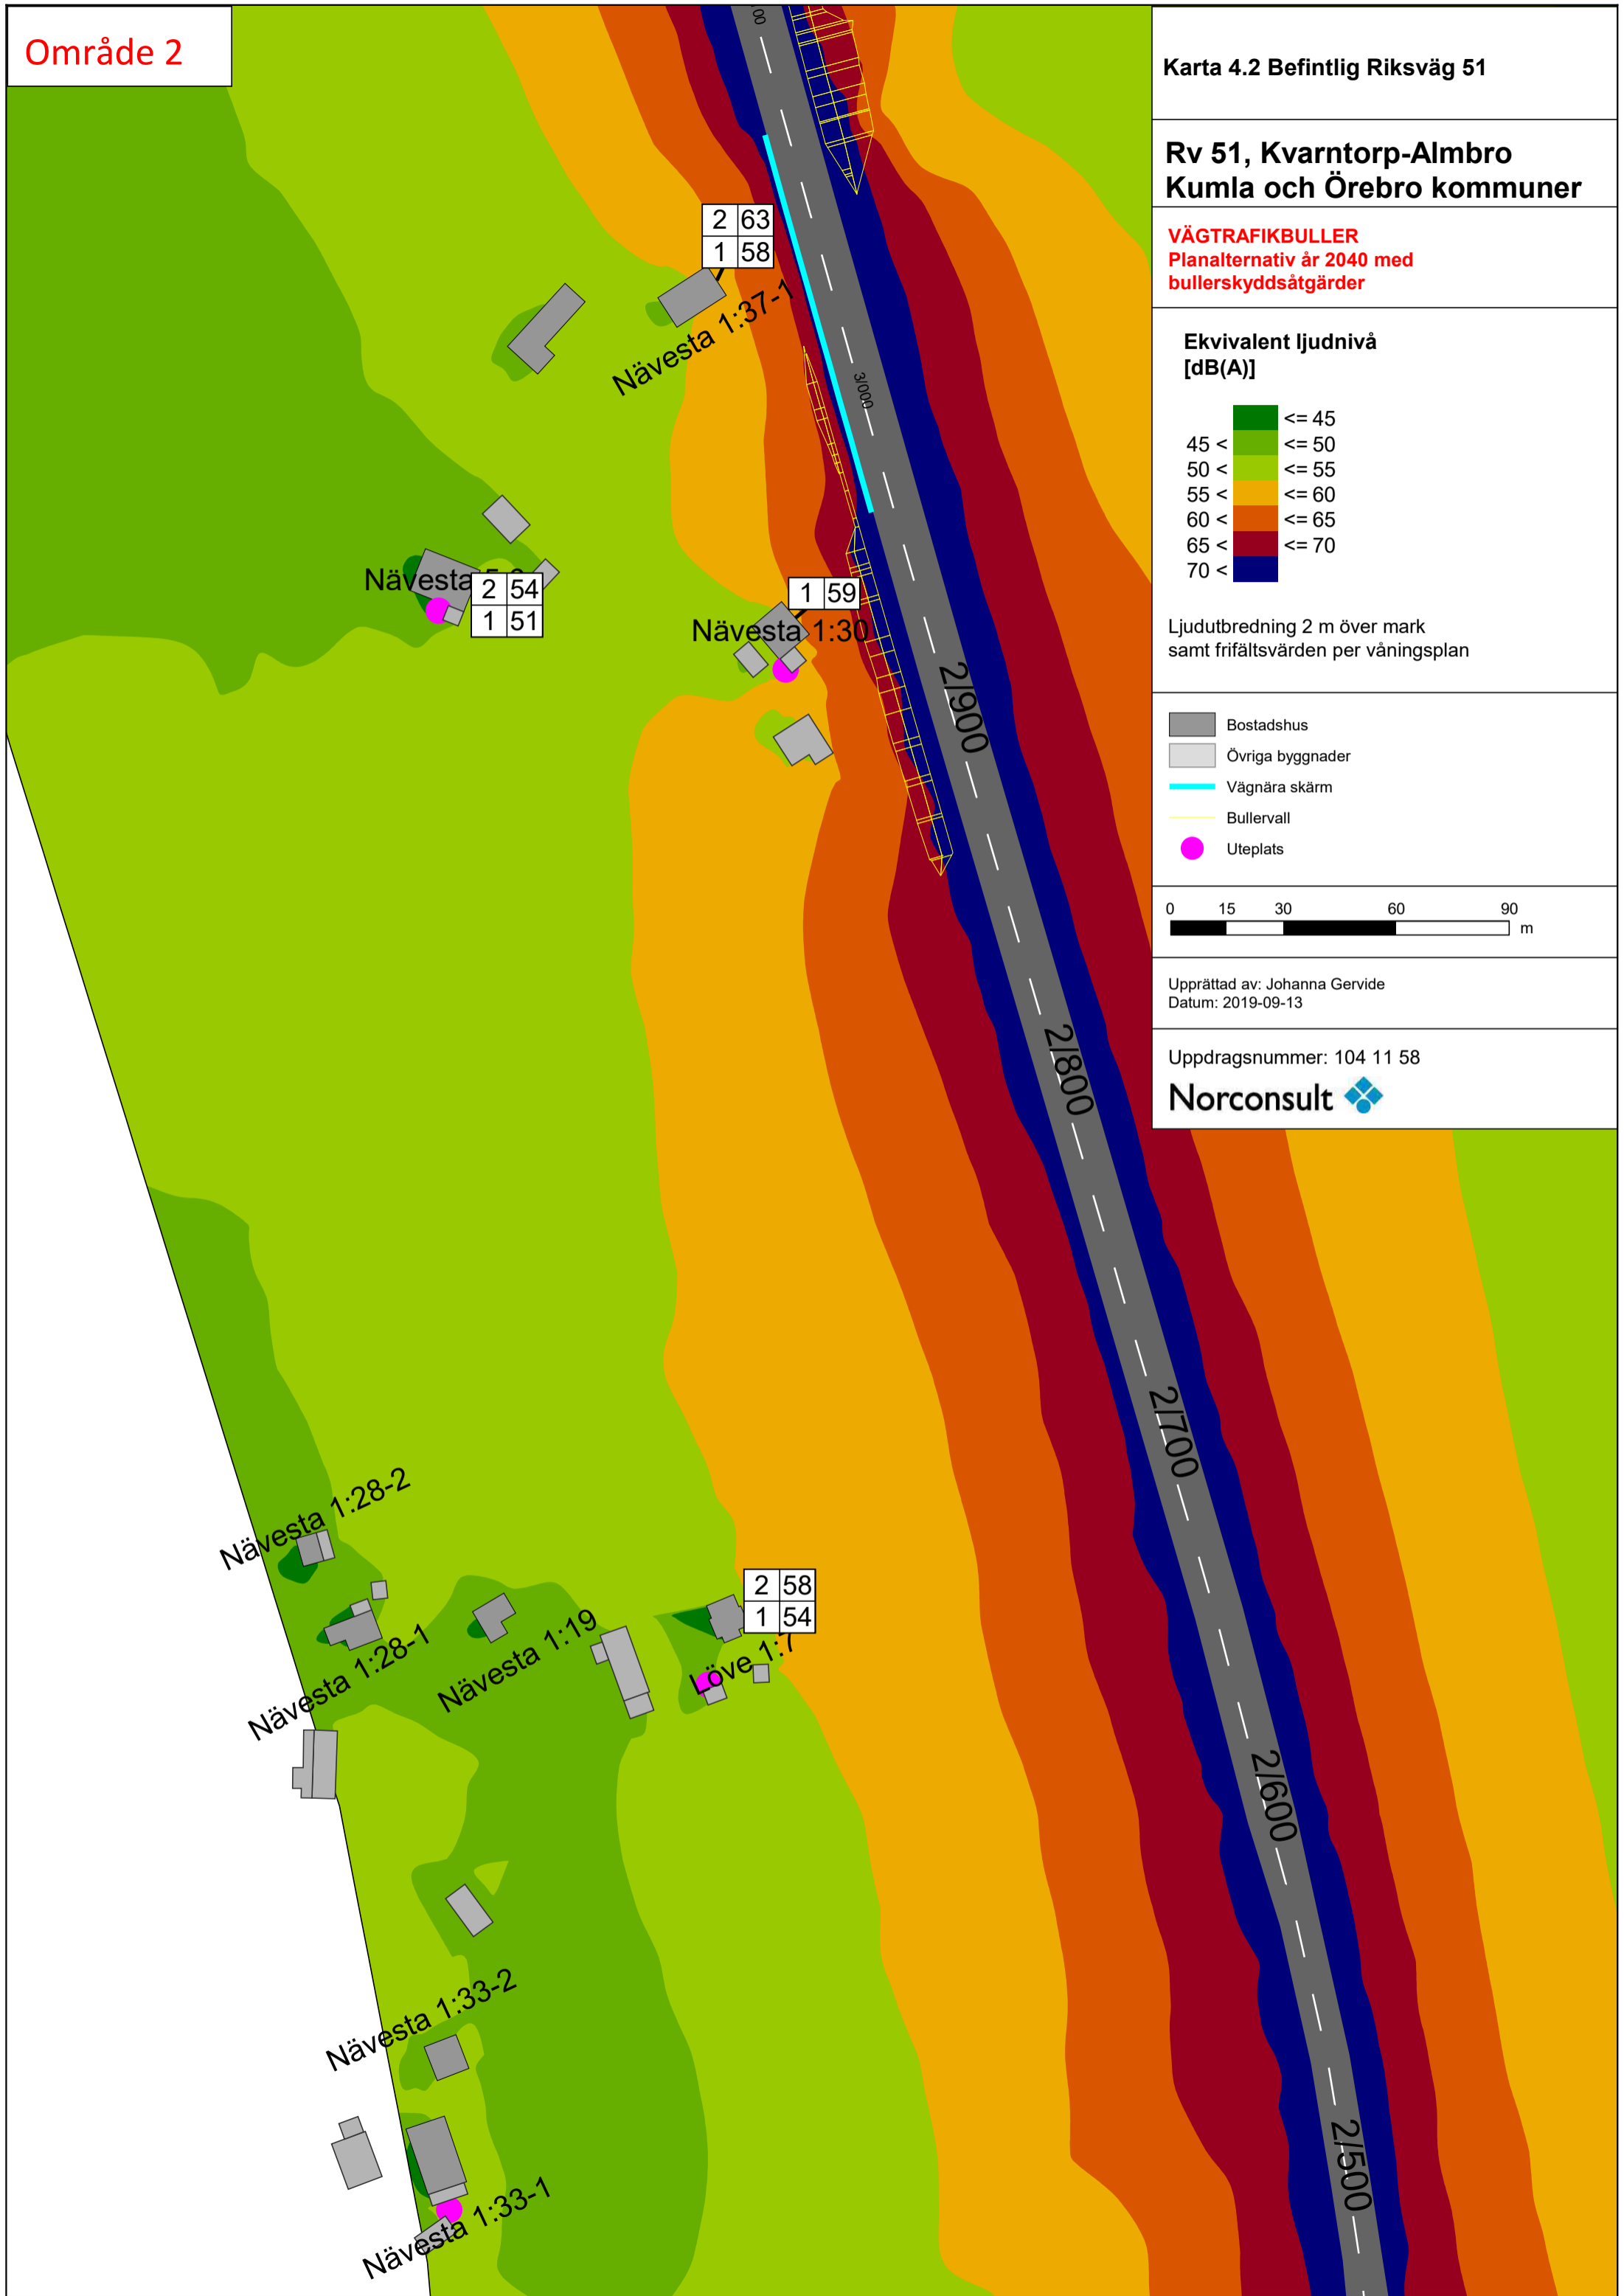 Område 2
Karta 4.2 Befintlig Riksväg 51
Rv 51, Kvarntorp-Almbro
Kumla och Örebro kommuner
VÄGTRAFIKBULLER
Planalternativ år 2040 med
bullerskyddsåtgärder
Ekvivalent ljudnivå
[dB(A)]
<= 45
45 < <= 50
50 < <= 55
55 < <= 60
60 < <= 65
65 < <= 70
70 <
Ljudutbredning 2 m över mark
samt frifältsvärden per våningsplan
Bostadshus
Övriga byggnader
Vägnära skärm
Bullervall
Uteplats
0 15 30 60 90
m
Upprättad av: Johanna Gervide
Datum: 2019-09-13
Uppdragsnummer: 104 11 58
Norconsult
2 63
1 58
Nävesta 1:37-1
3/000
Nävesta
2 54
1 51
1 59
Nävesta 1:30
2/900
2/800
2/700
Nävesta 1:28-2
Nävesta 1:28-1
Nävesta 1:19
2 58
1 54
Löve 1:7
2/600
Nävesta 1:33-2
2/500
Nävesta 1:33-1